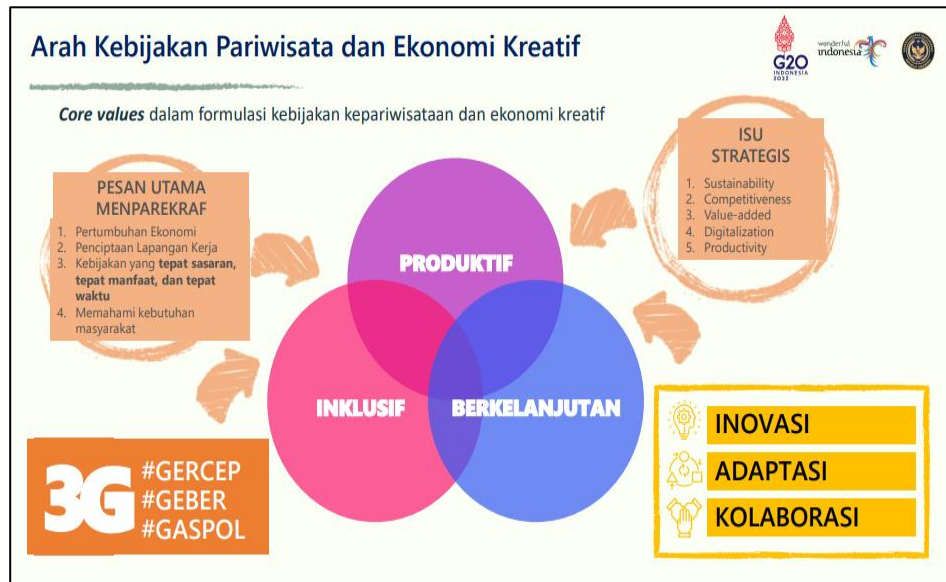 Arah Kebijakan Pariwisata dan Ekonomi Kreatif
G20
INDONESIA
2022
wonderful
indonesia
Core values dalam formulasi kebijakan kepariwisataan dan ekonomi kreatif
PESAN UTAMA
MENPAREKRAF
1. Pertumbuhan Ekonomi
2. Penciptaan Lapangan Kerja
3. Kebijakan yang tepat sasaran,
tepat manfaat, dan tepat
waktu
4. Memahami kebutuhan
masyarakat
ISU
STRATEGIS
1. Sustainability
2. Competitiveness
3. Value-added
4. Digitalization
5. Productivity
PRODUKTIF
INKLUSIF
BERKELANJUTAN
3G
#GERCEP
#GEBER
#GASPOL
INOVASI
ADAPTASI
KOLABORASI